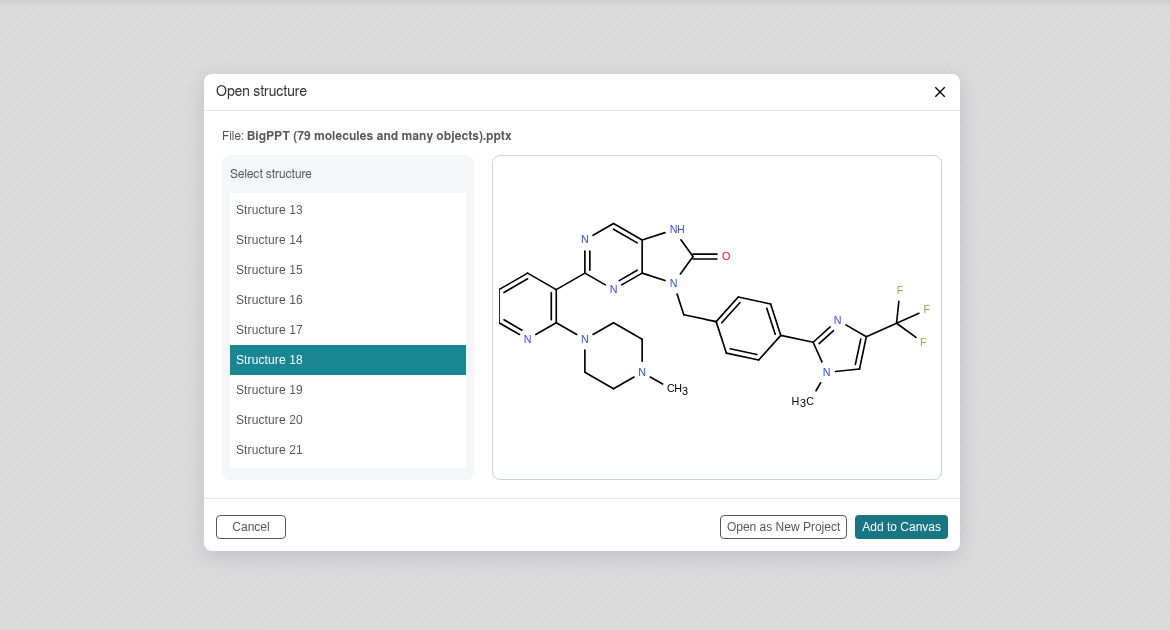 Open structure
File: BigPPT (79 molecules and many objects).pptx
Select structure
Structure 13
Structure 14
Structure 15
Structure 16
Structure 17
Structure 18
Structure 19
Structure 20
Structure 21
NH
N
O
N
N
F
F
N
F
N
N
N
N
CH3
H3C
Cancel
Open as New Project
Add to Canvas